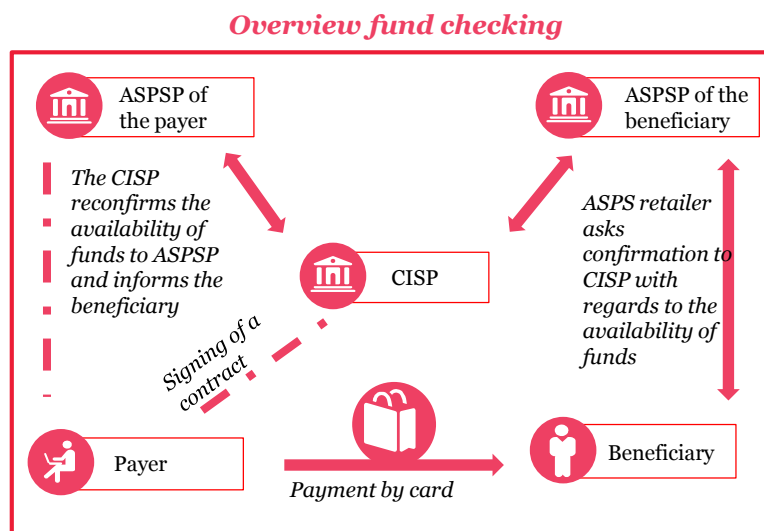 Overview fund checking
ASPSP of
the payer
ASPSP of the
beneficiary
The CISP
reconfirms the
availability of
funds to ASPSP
and informs the
beneficiary
ASPS retailer
asks
confirmation to
CISP with
regards to the
availability of
funds
CISP
Signing of a
contract
Payer
Payment by card
Beneficiary